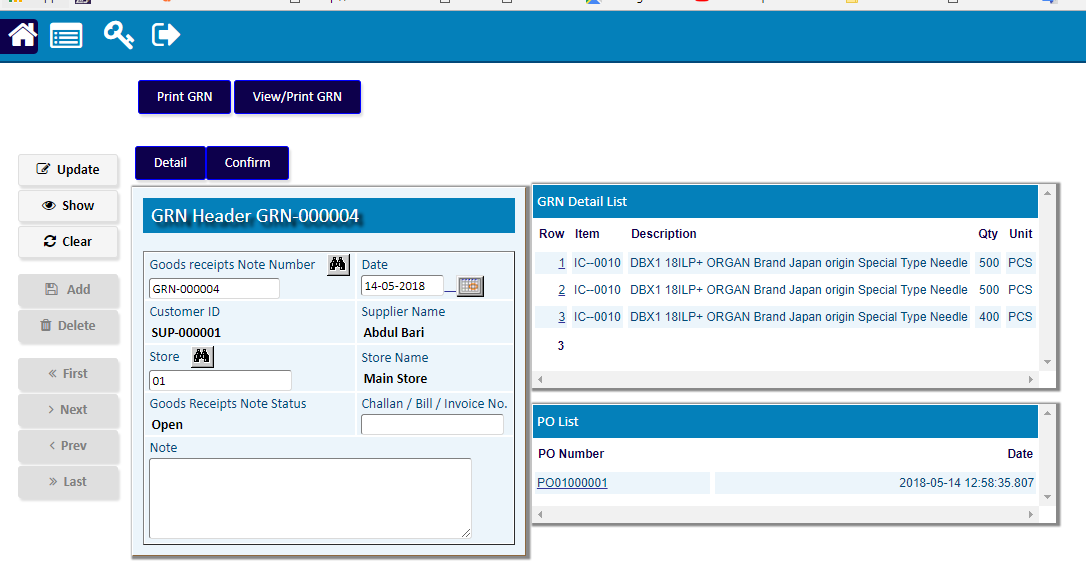 Print GRN View/Print GRN
Detail Confirm
Update
Show
Clear
Add
Delete
« First
> Next
< Prev
» Last
GRN Header GRN-000004
Goods receipts Note Number Date
GRN-000004 14-05-2018
Customer ID Supplier Name
SUP-000001 Abdul Bari
Store Store Name
01 Main Store
Goods Receipts Note Status Challan / Bill / Invoice No.
Open
Note
GRN Detail List
Row Item Description Qty Unit
1 IC--0010 DBX1 18ILP+ ORGAN Brand Japan origin Special Type Needle 500 PCS
2 IC--0010 DBX1 18ILP+ ORGAN Brand Japan origin Special Type Needle 500 PCS
3 IC--0010 DBX1 18ILP+ ORGAN Brand Japan origin Special Type Needle 400 PCS
3
PO List
PO Number Date
PO01000001 2018-05-14 12:58:35.807